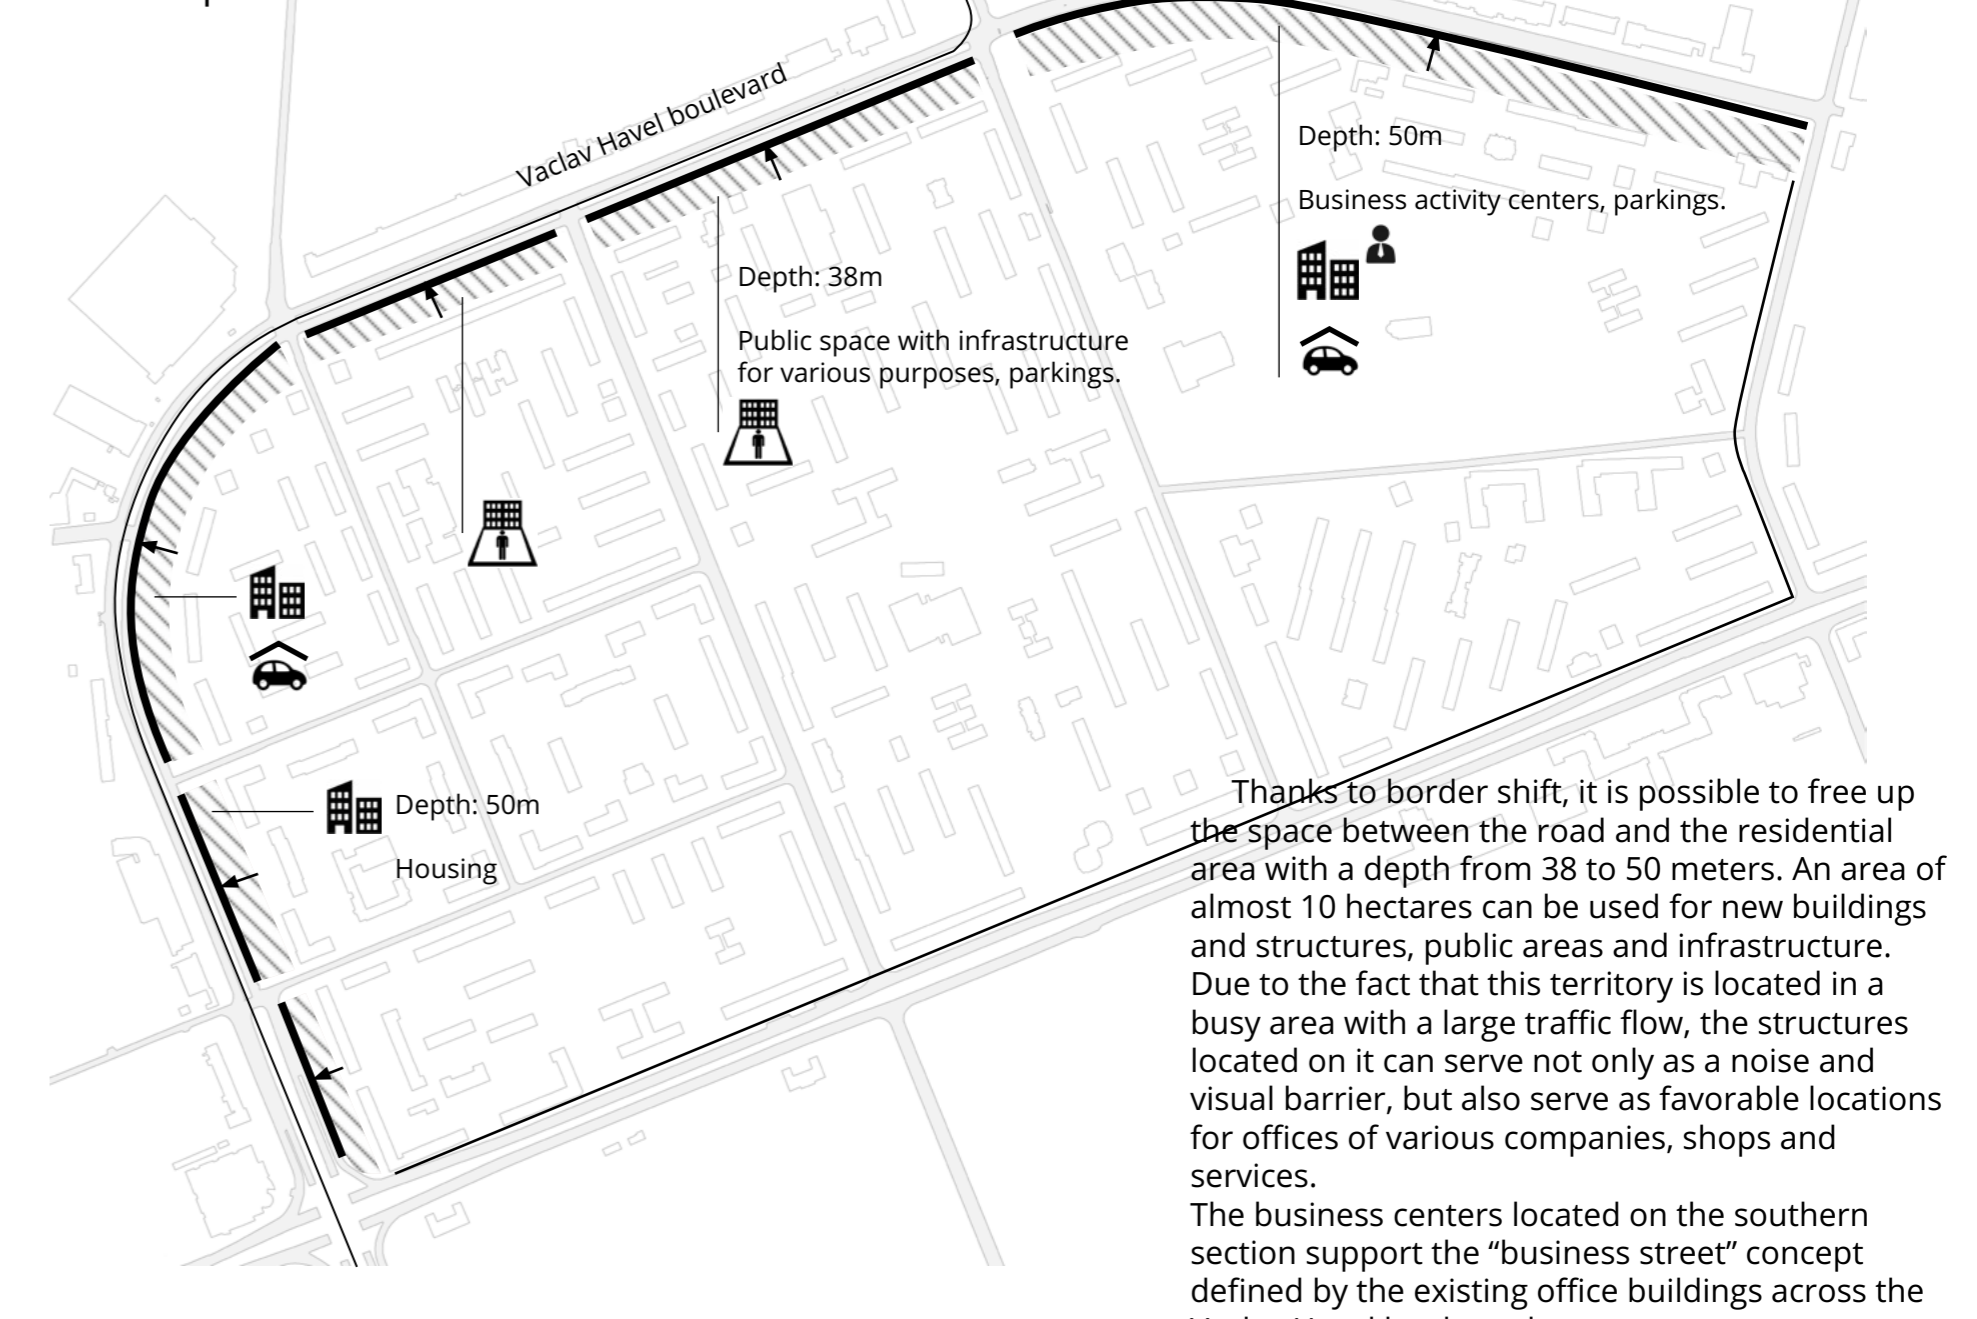 Vaclav Havel boulevard
Depth: 50m
Business activity centers, parkings.
Depth: 38m
Public space with infrastructure
for various purposes, parkings.
Depth: 50m
Housing
Thanks to border shift, it is possible to free up
the space between the road and the residential
area with a depth from 38 to 50 meters. An area of
almost 10 hectares can be used for new buildings
and structures, public areas and infrastructure.
Due to the fact that this territory is located in a
busy area with a large traffic flow, the structures
located on it can serve not only as a noise and
visual barrier, but also serve as favorable locations
for offices of various companies, shops and
services.
The business centers located on the southern
section support the “business street” concept
defined by the existing office buildings across the